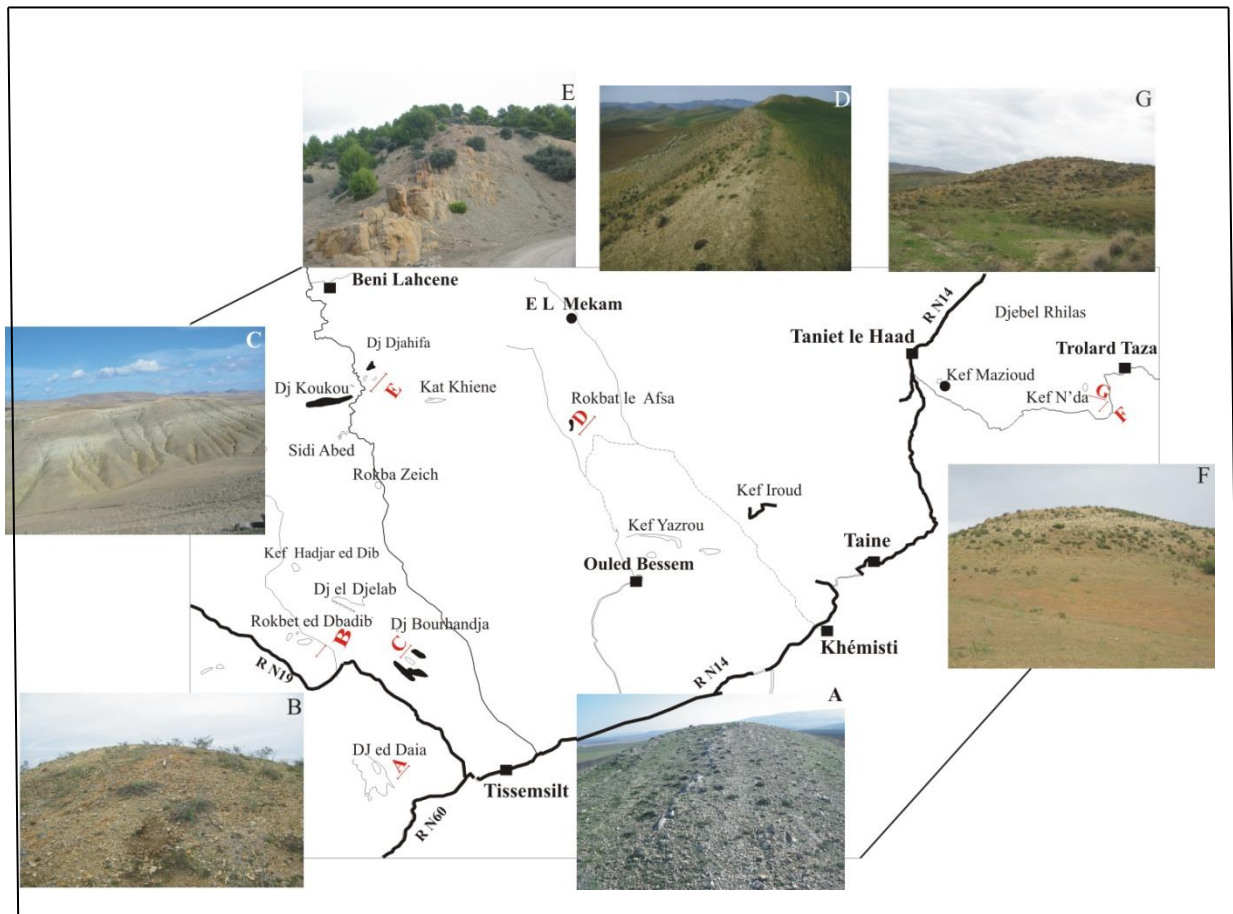 E
D
G
Beni Lahcene
E L Mekam
R N14
Djebel Rhilas
C
Dj Djahifa
Taniet le Haad
Trolard Taza
Dj Koukou
E
Kat Khiene
Rokbat le Afsa
Kef Mazioud
Kef N'da
G
F
D
Sidi Abed
Rokba Zeich
F
Kef Iroud
Kef Yazrou
Kef Hadjar ed Dib
Taine
Ouled Bessem
Dj el Djelab
Rokbet ed Dbadib
B
C
Dj Bourhandja
Khémisti
R N19
R N14
B
A
DJ ed Daia
A
Tissemsilt
R N60